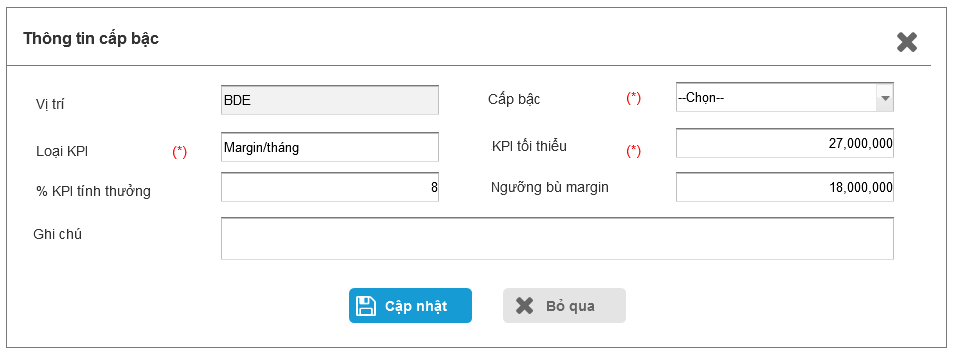 Thông tin cấp bậc
Vị trí
BDE
Cấp bậc
(*)
--Chọn--
Loại KPI
(*)
Margin/tháng
KPI tối thiểu
(*)
27,000,000
% KPI tính thưởng
8
Ngưỡng bù margin
18,000,000
Ghi chú
Cập nhật
Bỏ qua